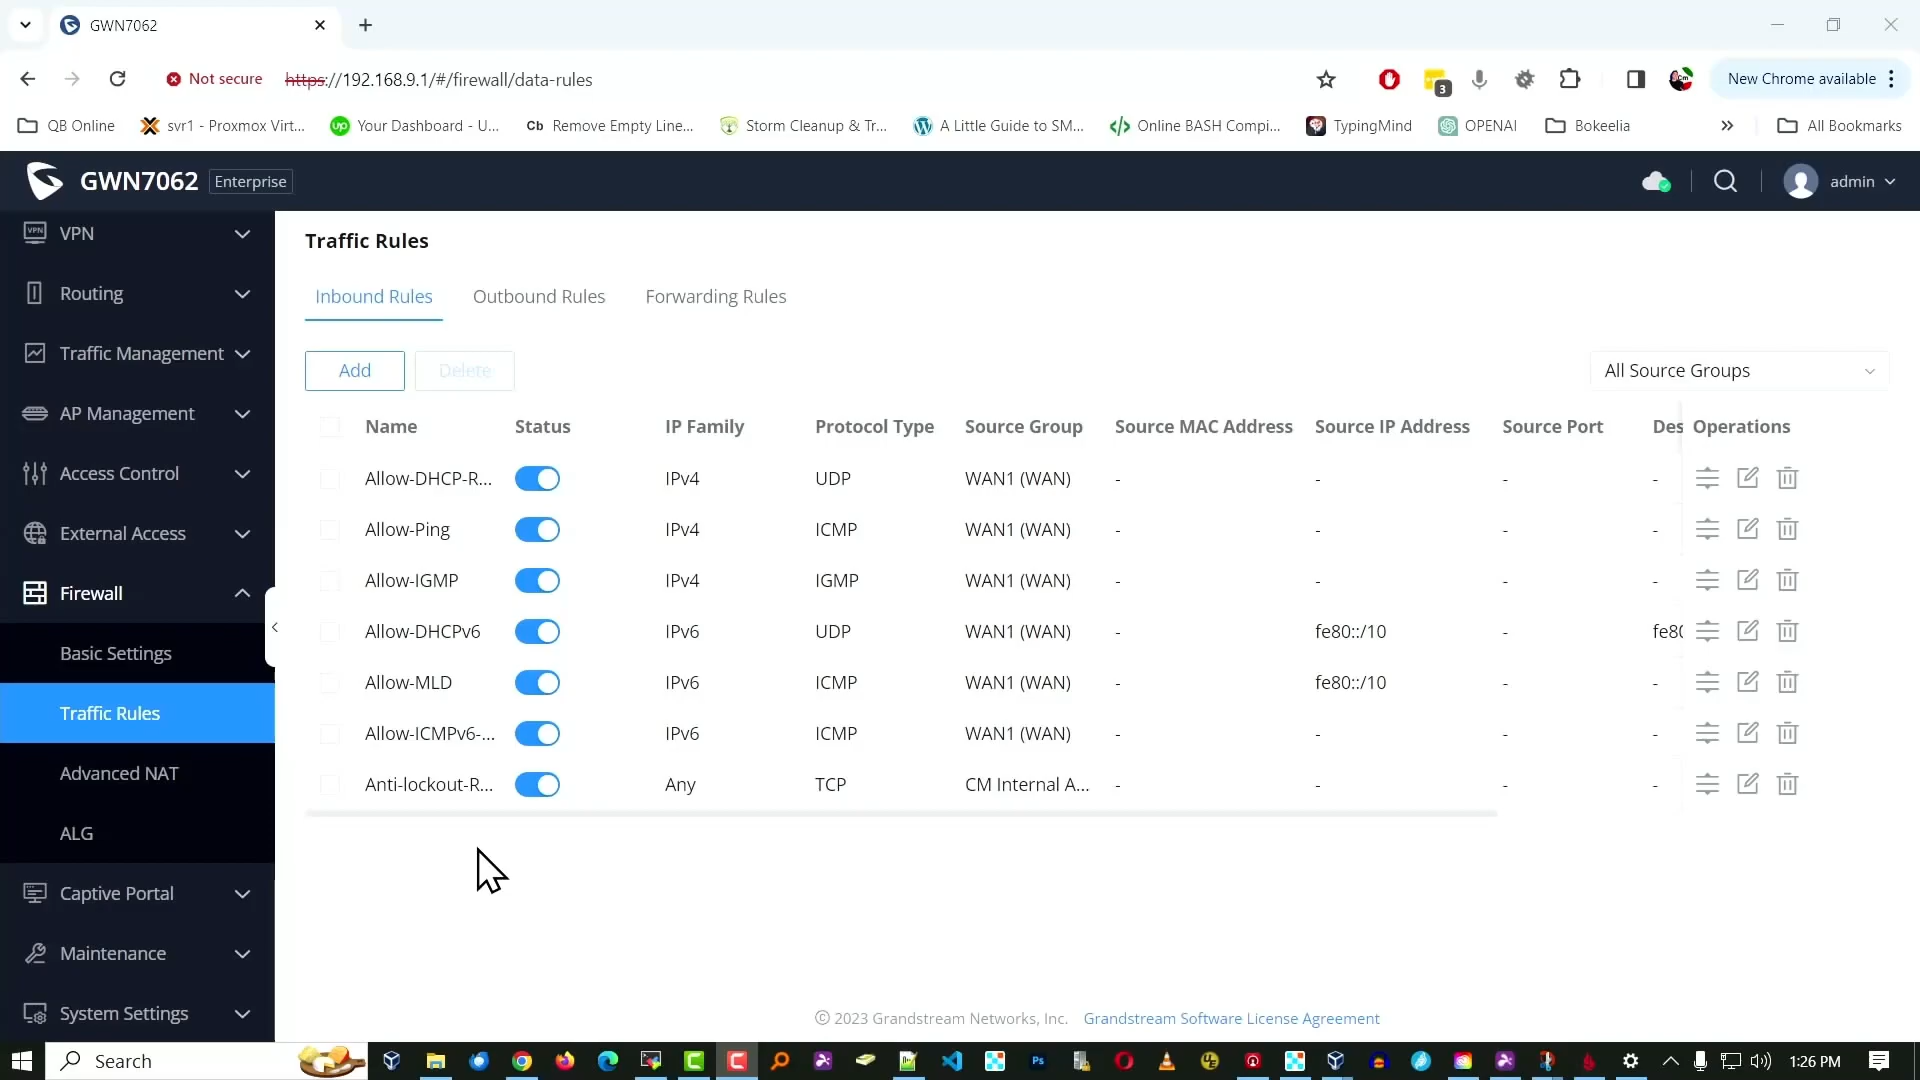 GWN7062
Not secure
https://192.168.9.1/#/firewall/data-rules
3
New Chrome available
QB Online
svr1 - Proxmox Virt...
up
Your Dashboard - U...
Cb
Remove Empty Line...
Storm Cleanup & Tr...
A Little Guide to SM...
Online BASH Compi...
TypingMind
OPENAI
Bokeelia
All Bookmarks
GWN7062
Enterprise
admin
VPN
VPN
Routing
Traffic Management
AP Management
Access Control
External Access
Firewall
Basic Settings
Traffic Rules
Advanced NAT
ALG
Captive Portal
Maintenance
System Settings
Traffic Rules
Inbound Rules Outbound Rules Forwarding Rules
Add Delete
All Source Groups
Name Status IP Family Protocol Type Source Group Source MAC Address Source IP Address Source Port Des Operations
Allow-DHCP-R... IPv4 UDP WAN1 (WAN) - - - -
Allow-Ping IPv4 ICMP WAN1 (WAN) - - - -
Allow-IGMP IPv4 IGMP WAN1 (WAN) - - - -
Allow-DHCPv6 IPv6 UDP WAN1 (WAN) - fe80::/10 - fe80
Allow-MLD IPv6 ICMP WAN1 (WAN) - fe80::/10 - -
Allow-ICMPv6-... IPv6 ICMP WAN1 (WAN) - - - -
Anti-lockout-R... Any TCP CM Internal A... - - - -
© 2023 Grandstream Networks, Inc. Grandstream Software License Agreement
Search
Ps
UE
1:26 PM